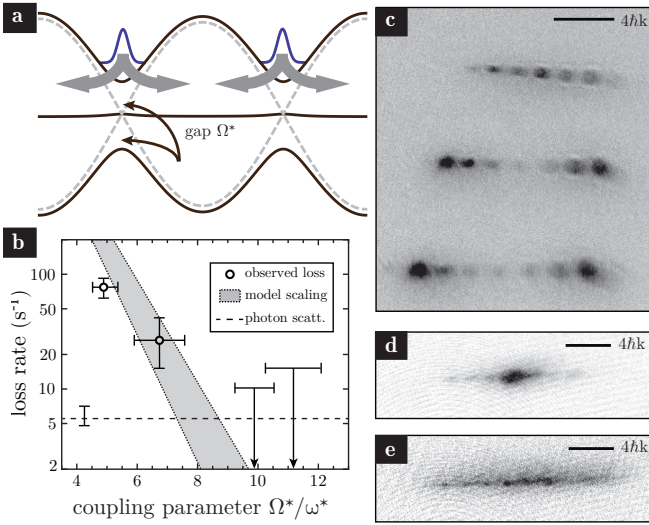 a
gap Ω*
b
loss rate (s⁻¹)
100
50
20
10
5
2
observed loss
model scaling
photon scatt.
4
6
8
10
12
coupling parameter Ω*/ω*
c
4ħk
d
4ħk
e
4ħk